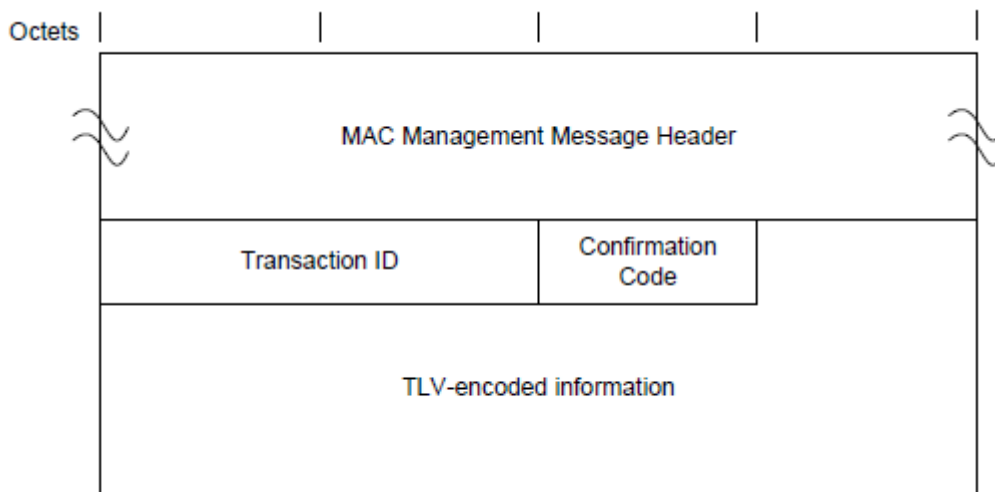 Octets
MAC Management Message Header
Transaction ID
Confirmation
Code
TLV-encoded information